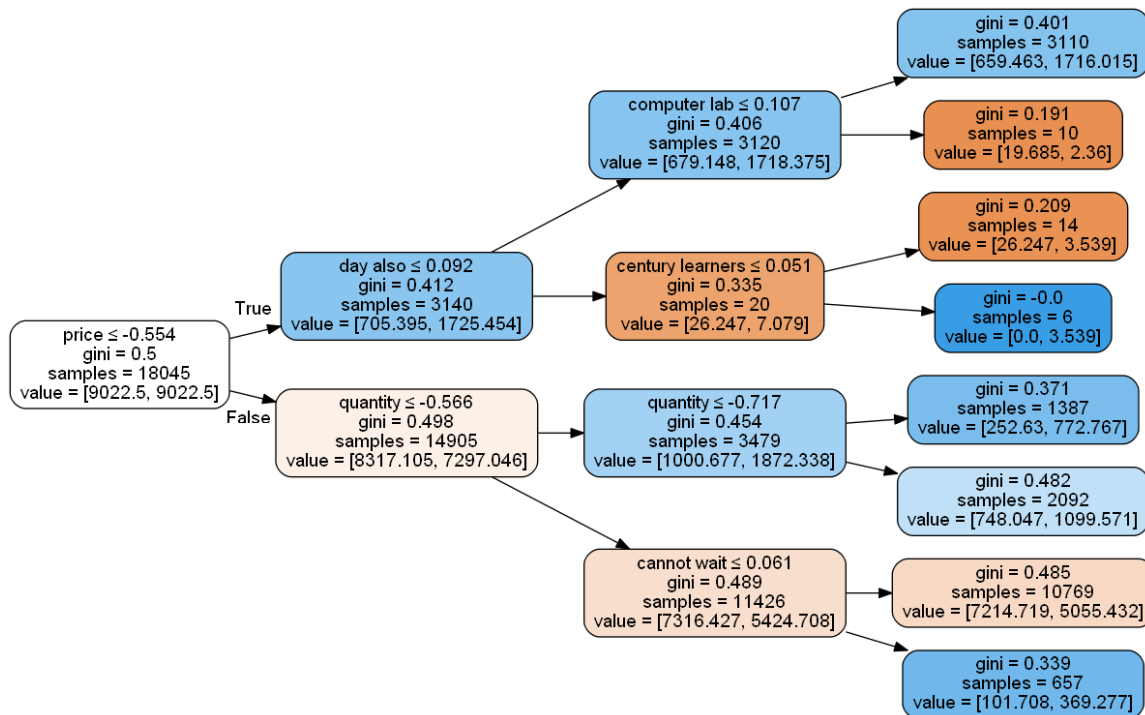 price ≤ -0.554
gini = 0.5
samples = 18045
value = [9022.5, 9022.5]
True
False
day also ≤ 0.092
gini = 0.412
samples = 3140
value = [705.395, 1725.454]
quantity ≤ -0.566
gini = 0.498
samples = 14905
value = [8317.105, 7297.046]
computer lab ≤ 0.107
gini = 0.406
samples = 3120
value = [679.148, 1718.375]
century learners ≤ 0.051
gini = 0.335
samples = 20
value = [26.247, 7.079]
quantity ≤ -0.717
gini = 0.454
samples = 3479
value = [1000.677, 1872.338]
cannot wait ≤ 0.061
gini = 0.489
samples = 11426
value = [7316.427, 5424.708]
gini = 0.401
samples = 3110
value = [659.463, 1716.015]
gini = 0.191
samples = 10
value = [19.685, 2.36]
gini = 0.209
samples = 14
value = [26.247, 3.539]
gini = -0.0
samples = 6
value = [0.0, 3.539]
gini = 0.371
samples = 1387
value = [252.63, 772.767]
gini = 0.482
samples = 2092
value = [748.047, 1099.571]
gini = 0.485
samples = 10769
value = [7214.719, 5055.432]
gini = 0.339
samples = 657
value = [101.708, 369.277]